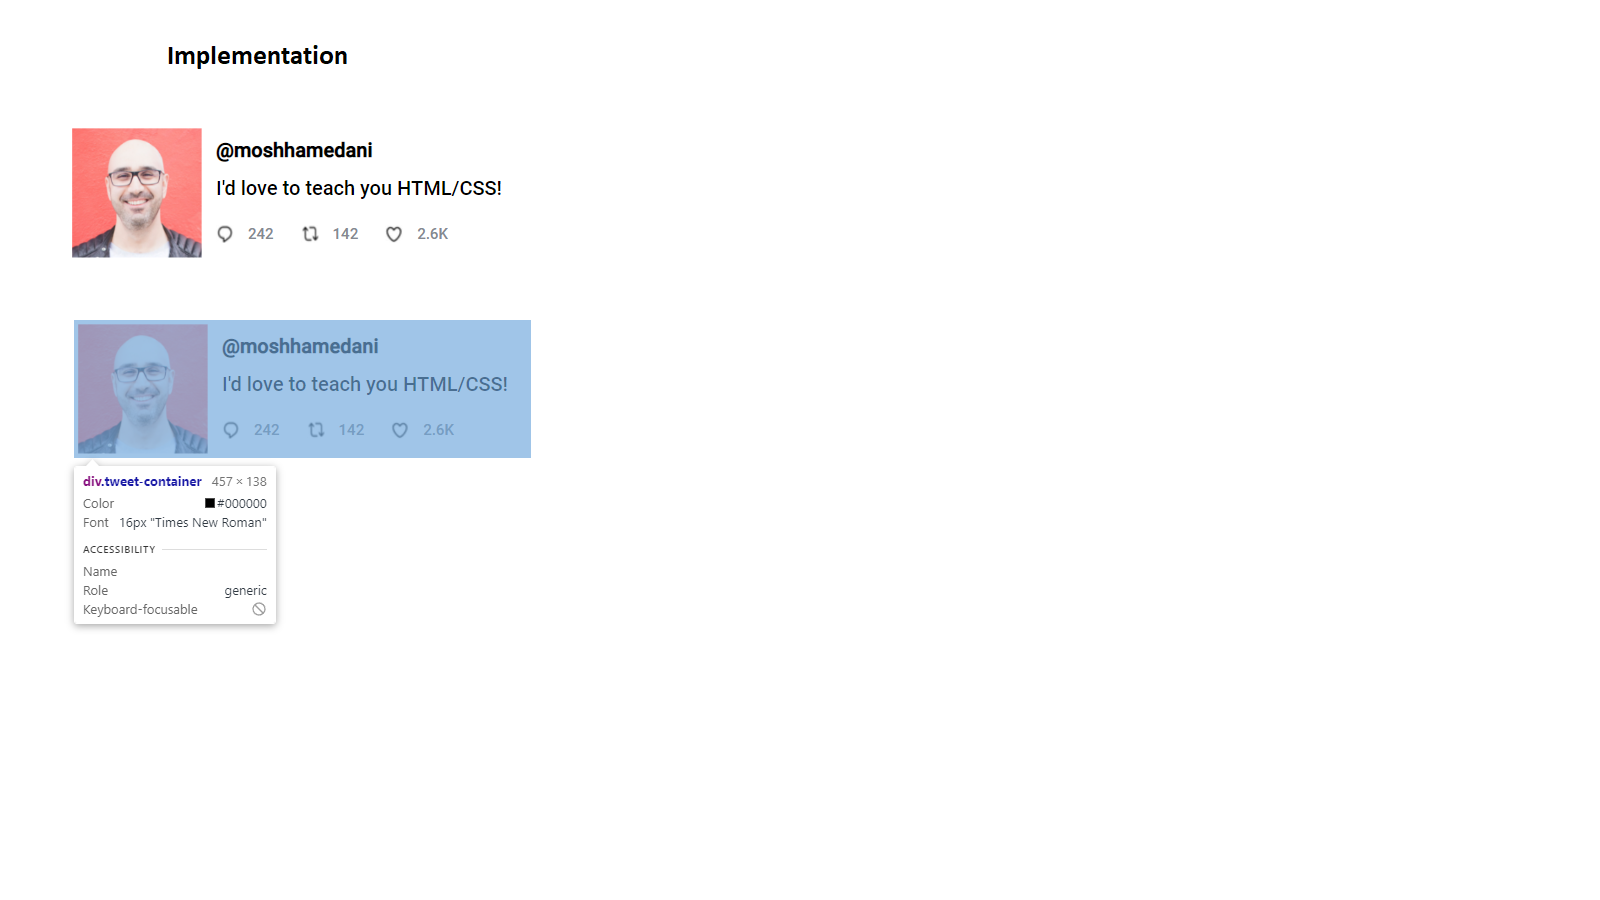 Implementation
@moshhamedani
I'd love to teach you HTML/CSS!
242 142 2.6K
@moshhamedani
I'd love to teach you HTML/CSS!
242 142 2.6K
div.tweet-container 457 × 138
Color #000000
Font 16px "Times New Roman"
ACCESSIBILITY
Name
Role generic
Keyboard-focusable